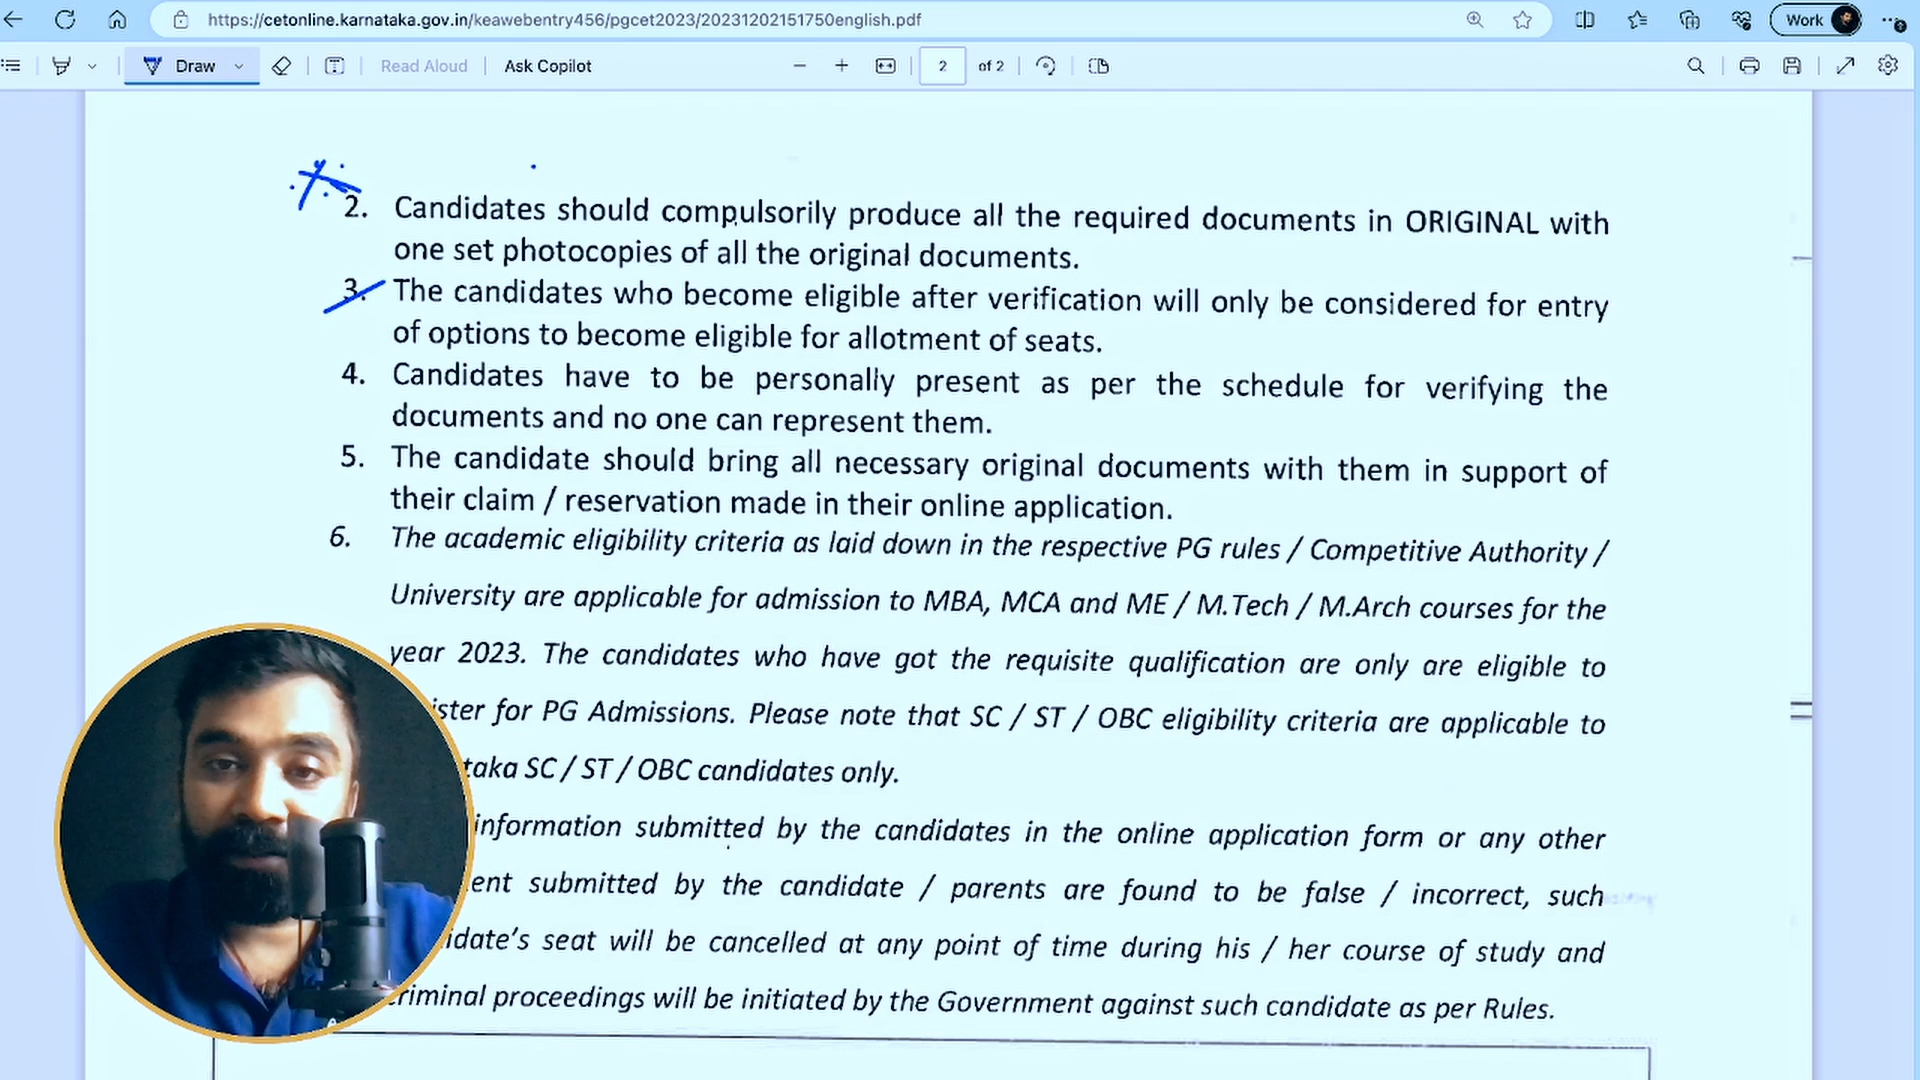 https://cetonline.karnataka.gov.in/keawebentry456/pgcet2023/20231202151750english.pdf
Work
Draw
Read Aloud
Ask Copilot
2 of 2
2. Candidates should compulsorily produce all the required documents in ORIGINAL with
one set photocopies of all the original documents.
3. The candidates who become eligible after verification will only be considered for entry
of options to become eligible for allotment of seats.
4. Candidates have to be personally present as per the schedule for verifying the
documents and no one can represent them.
5. The candidate should bring all necessary original documents with them in support of
their claim / reservation made in their online application.
6. The academic eligibility criteria as laid down in the respective PG rules / Competitive Authority /
University are applicable for admission to MBA, MCA and ME / M.Tech / M.Arch courses for the
year 2023. The candidates who have got the requisite qualification are only are eligible to
ister for PG Admissions. Please note that SC / ST / OBC eligibility criteria are applicable to
taka SC / ST / OBC candidates only.
information submitted by the candidates in the online application form or any other
ent submitted by the candidate / parents are found to be false / incorrect, such
idate's seat will be cancelled at any point of time during his / her course of study and
criminal proceedings will be initiated by the Government against such candidate as per Rules.